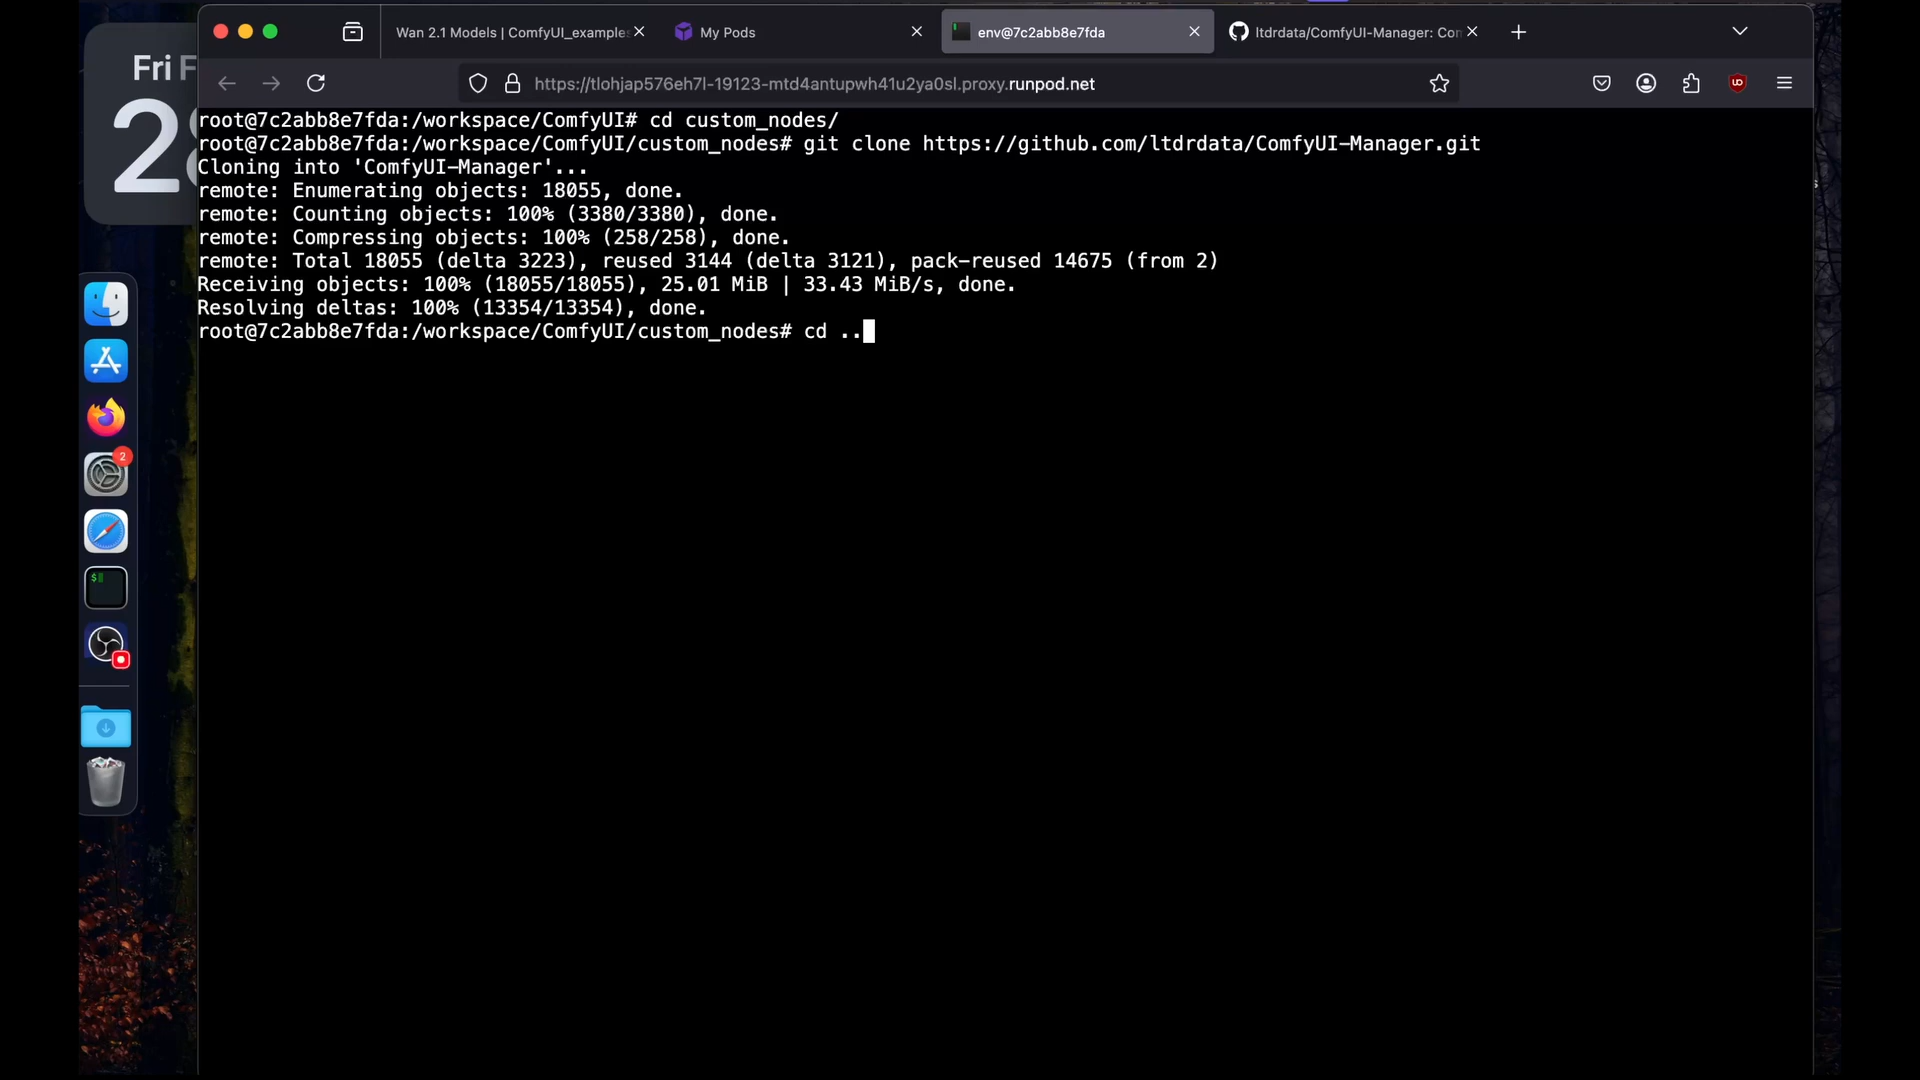 Fri F
28
Wan 2.1 Models | ComfyUI_examples
My Pods
env@7c2abb8e7fda
ltdrdata/ComfyUI-Manager: Con
https://tlohjap576eh7l-19123-mtd4antupwh41u2ya0sl.proxy.runpod.net
root@7c2abb8e7fda:/workspace/ComfyUI# cd custom_nodes/
root@7c2abb8e7fda:/workspace/ComfyUI/custom_nodes# git clone https://github.com/ltdrdata/ComfyUI-Manager.git
Cloning into 'ComfyUI-Manager'...
remote: Enumerating objects: 18055, done.
remote: Counting objects: 100% (3380/3380), done.
remote: Compressing objects: 100% (258/258), done.
remote: Total 18055 (delta 3223), reused 3144 (delta 3121), pack-reused 14675 (from 2)
Receiving objects: 100% (18055/18055), 25.01 MiB | 33.43 MiB/s, done.
Resolving deltas: 100% (13354/13354), done.
root@7c2abb8e7fda:/workspace/ComfyUI/custom_nodes# cd ..
2
$